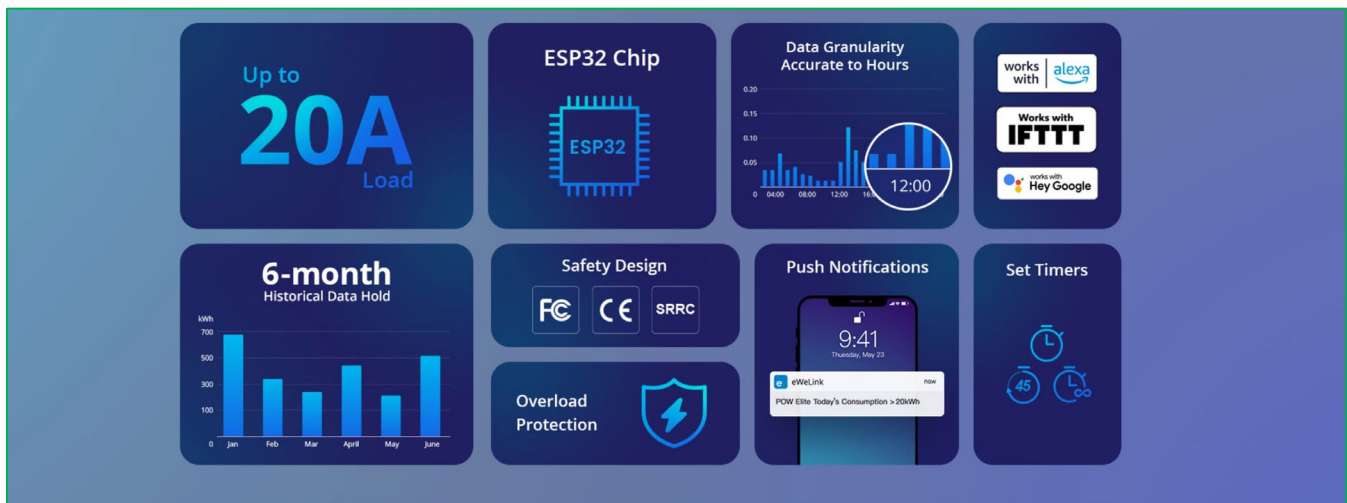 Up to
20A
Load
ESP32 Chip
ESP32
Data Granularity
Accurate to Hours
0.20
0.15
0.10
0.05
0 04:00 08:00 12:00 16:
12:00
works
with
alexa
Works with
IFTTT
works with
Hey Google
6-month
Historical Data Hold
kWh
700
500
300
100
0
Jan Feb Mar April May June
Safety Design
FC CE SRRC
Overload
Protection
Push Notifications
9:41
Thuesday, May 23
e eWeLink now
POW Elite Today's Consumption > 20kWh
Set Timers
45
∞